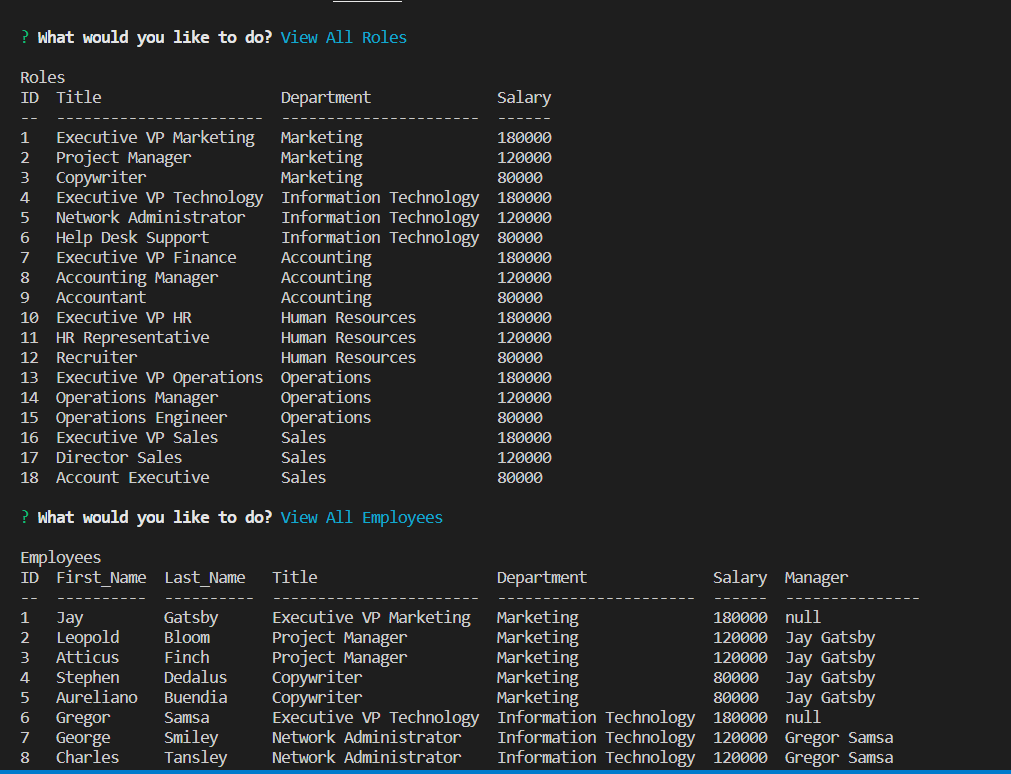 ? What would you like to do? View All Roles
Roles
ID  Title                    Department              Salary
--  -----------------------  ----------------------  ------
1   Executive VP Marketing   Marketing               180000
2   Project Manager          Marketing               120000
3   Copywriter               Marketing               80000
4   Executive VP Technology  Information Technology  180000
5   Network Administrator    Information Technology  120000
6   Help Desk Support        Information Technology  80000
7   Executive VP Finance     Accounting              180000
8   Accounting Manager       Accounting              120000
9   Accountant               Accounting              80000
10  Executive VP HR          Human Resources         180000
11  HR Representative        Human Resources         120000
12  Recruiter                Human Resources         80000
13  Executive VP Operations  Operations              180000
14  Operations Manager       Operations              120000
15  Operations Engineer      Operations              80000
16  Executive VP Sales       Sales                   180000
17  Director Sales           Sales                   120000
18  Account Executive        Sales                   80000
? What would you like to do? View All Employees
Employees
ID  First_Name  Last_Name   Title                    Department              Salary  Manager
--  ----------  ----------  -----------------------  ----------------------  ------  ---------------
1   Jay         Gatsby      Executive VP Marketing   Marketing               180000  null
2   Leopold     Bloom       Project Manager          Marketing               120000  Jay Gatsby
3   Atticus     Finch       Project Manager          Marketing               120000  Jay Gatsby
4   Stephen     Dedalus     Copywriter               Marketing               80000   Jay Gatsby
5   Aureliano   Buendia     Copywriter               Marketing               80000   Jay Gatsby
6   Gregor      Samsa       Executive VP Technology  Information Technology  180000  null
7   George      Smiley      Network Administrator    Information Technology  120000  Gregor Samsa
8   Charles     Tansley     Network Administrator    Information Technology  120000  Gregor Samsa